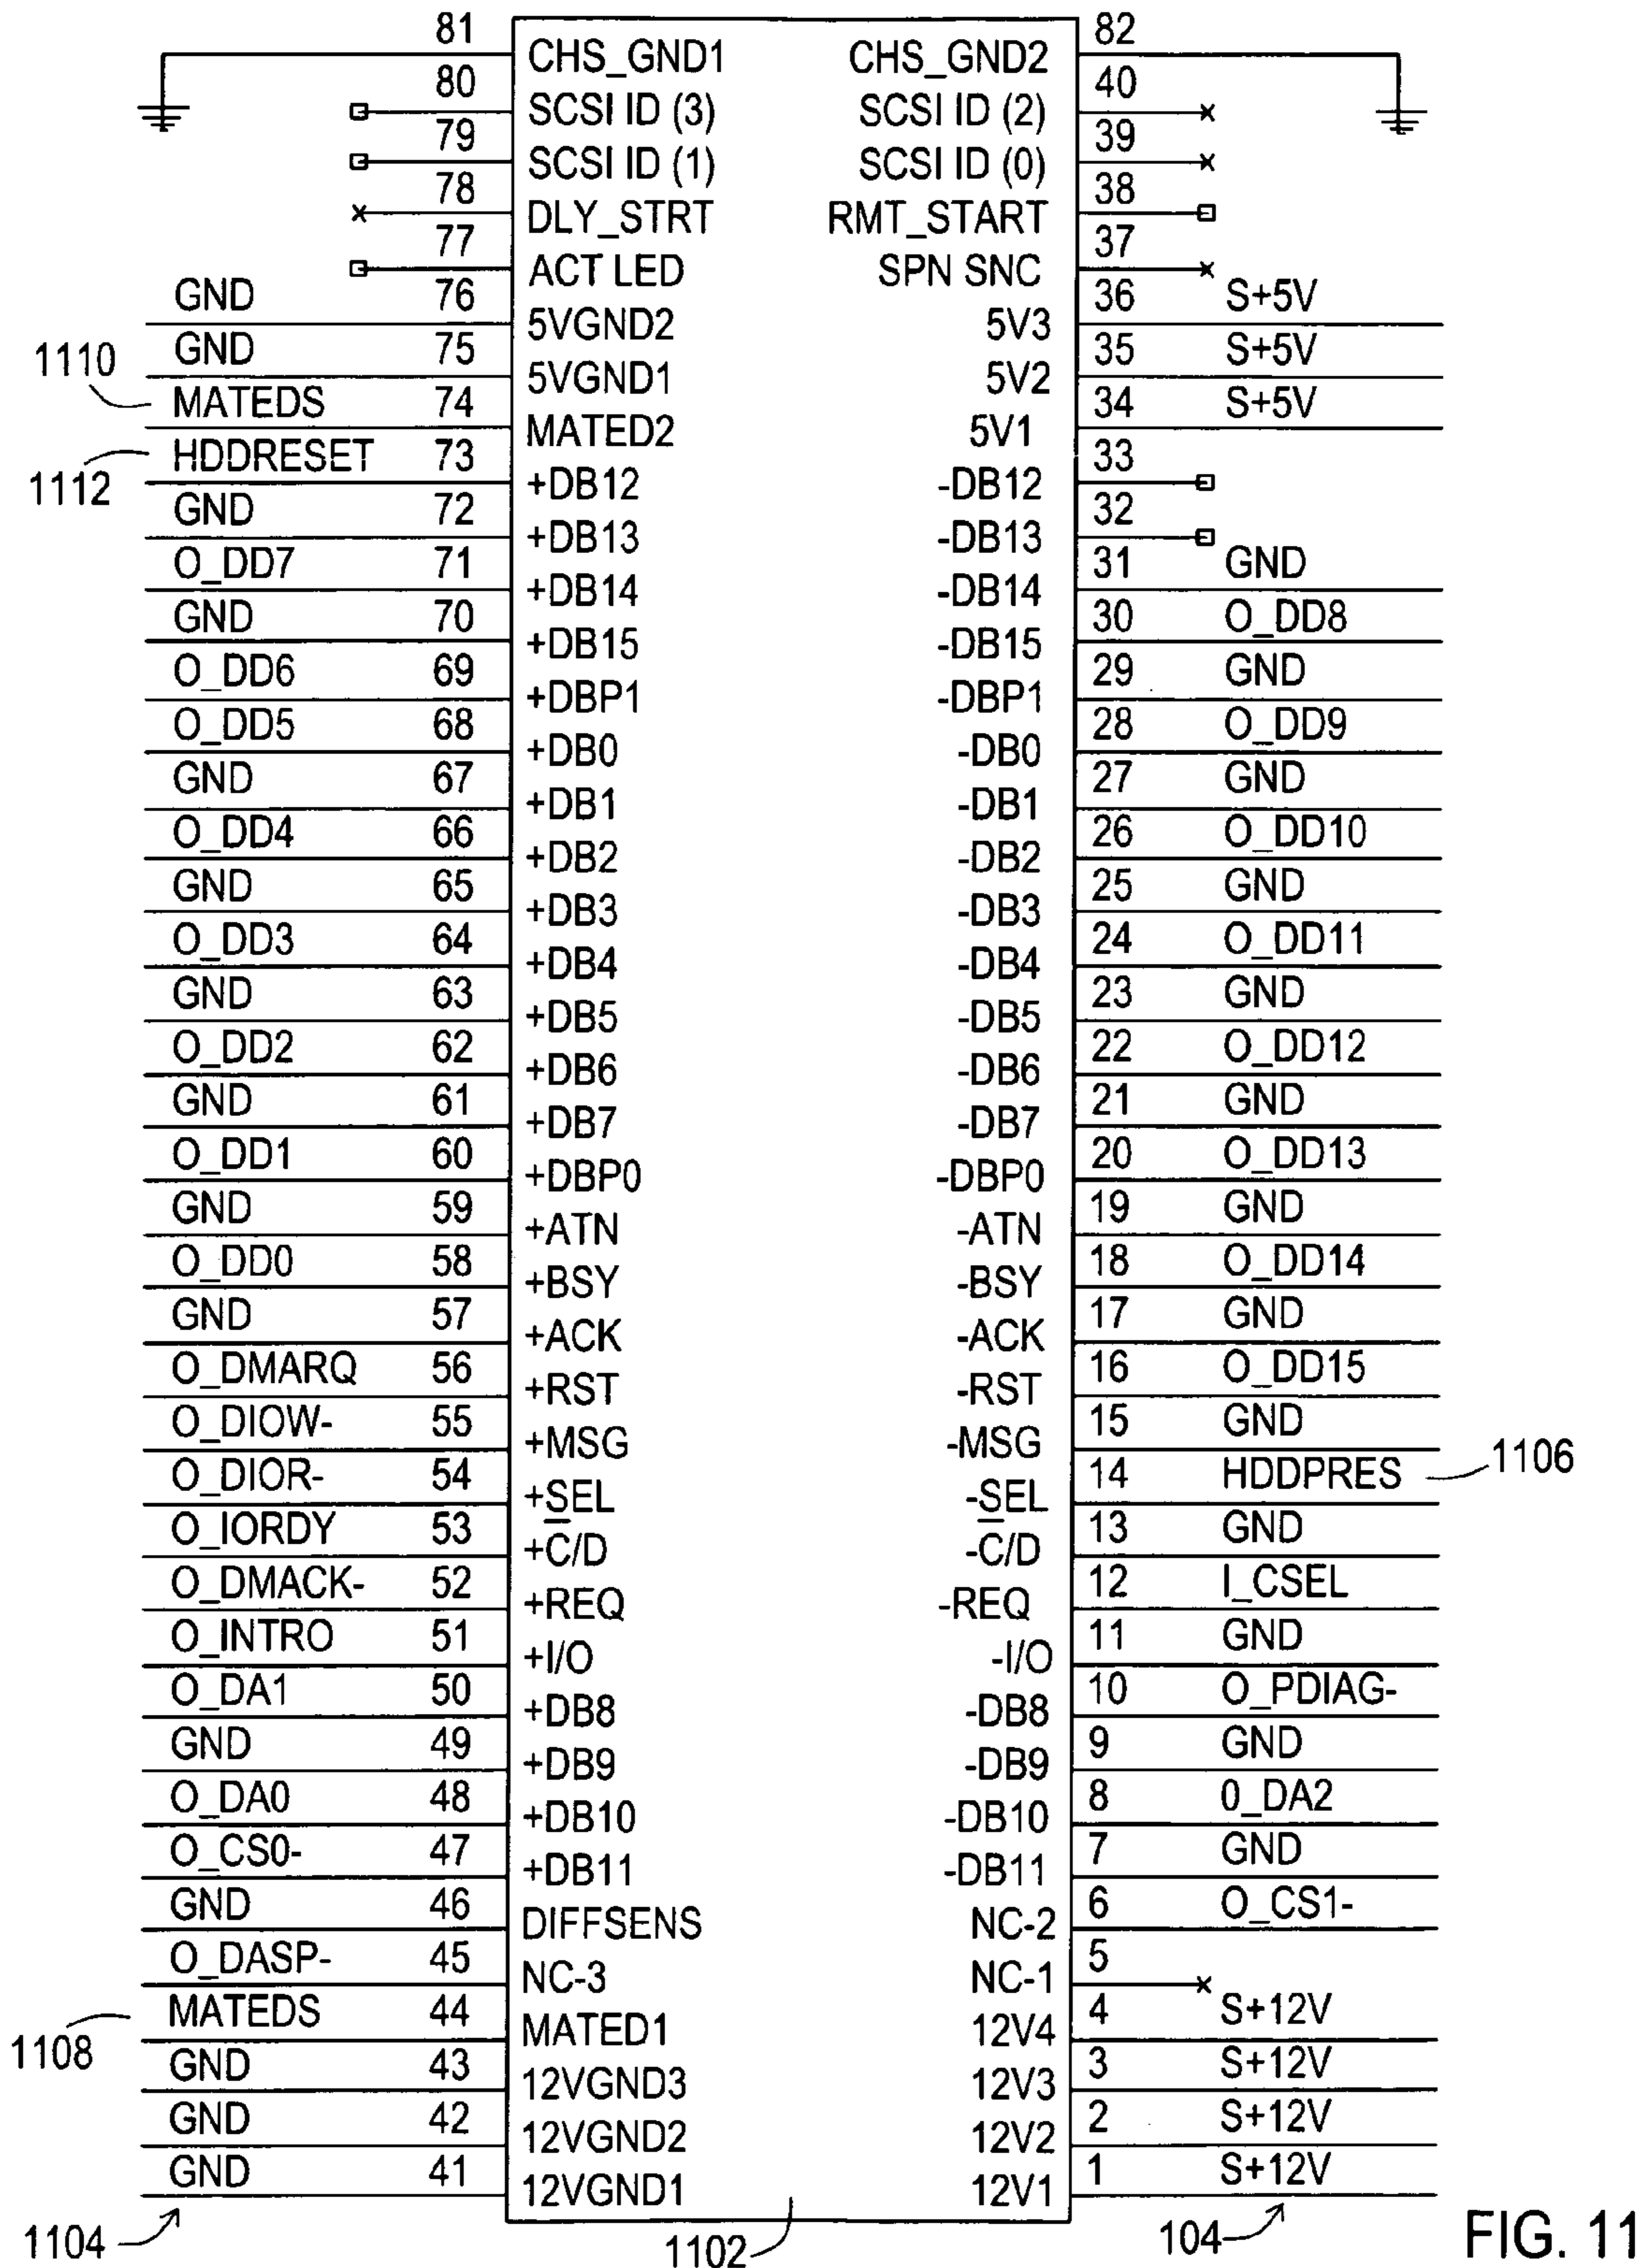 81 CHS_GND1 CHS_GND2 82
80 SCSI ID (3) SCSI ID (2) 40
79 SCSI ID (1) SCSI ID (0) 39
78 DLY_STRT RMT_START 38
77 ACT LED SPN SNC 37
GND 76 5VGND2 5V3 36 S+5V
GND 75 5VGND1 5V2 35 S+5V
1110 MATEDS 74 MATED2 5V1 34 S+5V
1112 HDDRESET 73 +DB12 -DB12 33
GND 72 +DB13 -DB13 32
O_DD7 71 +DB14 -DB14 31 GND
GND 70 +DB15 -DB15 30 O_DD8
O_DD6 69 +DBP1 -DBP1 29 GND
O_DD5 68 +DB0 -DB0 28 O_DD9
GND 67 +DB1 -DB1 27 GND
O_DD4 66 +DB2 -DB2 26 O_DD10
GND 65 +DB3 -DB3 25 GND
O_DD3 64 +DB4 -DB4 24 O_DD11
GND 63 +DB5 -DB5 23 GND
O_DD2 62 +DB6 -DB6 22 O_DD12
GND 61 +DB7 -DB7 21 GND
O_DD1 60 +DBP0 -DBP0 20 O_DD13
GND 59 +ATN -ATN 19 GND
O_DD0 58 +BSY -BSY 18 O_DD14
GND 57 +ACK -ACK 17 GND
O_DMARQ 56 +RST -RST 16 O_DD15
O_DIOW- 55 +MSG -MSG 15 GND
O_DIOR- 54 +SEL -SEL 14 HDDPRES 1106
O_IORDY 53 +C/D -C/D 13 GND
O_DMACK- 52 +REQ -REQ 12 I_CSEL
O_INTRO 51 +I/O -I/O 11 GND
O_DA1 50 +DB8 -DB8 10 O_PDIAG-
GND 49 +DB9 -DB9 9 GND
O_DA0 48 +DB10 -DB10 8 0_DA2
O_CS0- 47 +DB11 -DB11 7 GND
GND 46 DIFFSENS NC-2 6 O_CS1-
O_DASP- 45 NC-3 NC-1 5
1108 MATEDS 44 MATED1 12V4 4 S+12V
GND 43 12VGND3 12V3 3 S+12V
GND 42 12VGND2 12V2 2 S+12V
GND 41 12VGND1 12V1 1 S+12V
1104 1102 104
FIG. 11